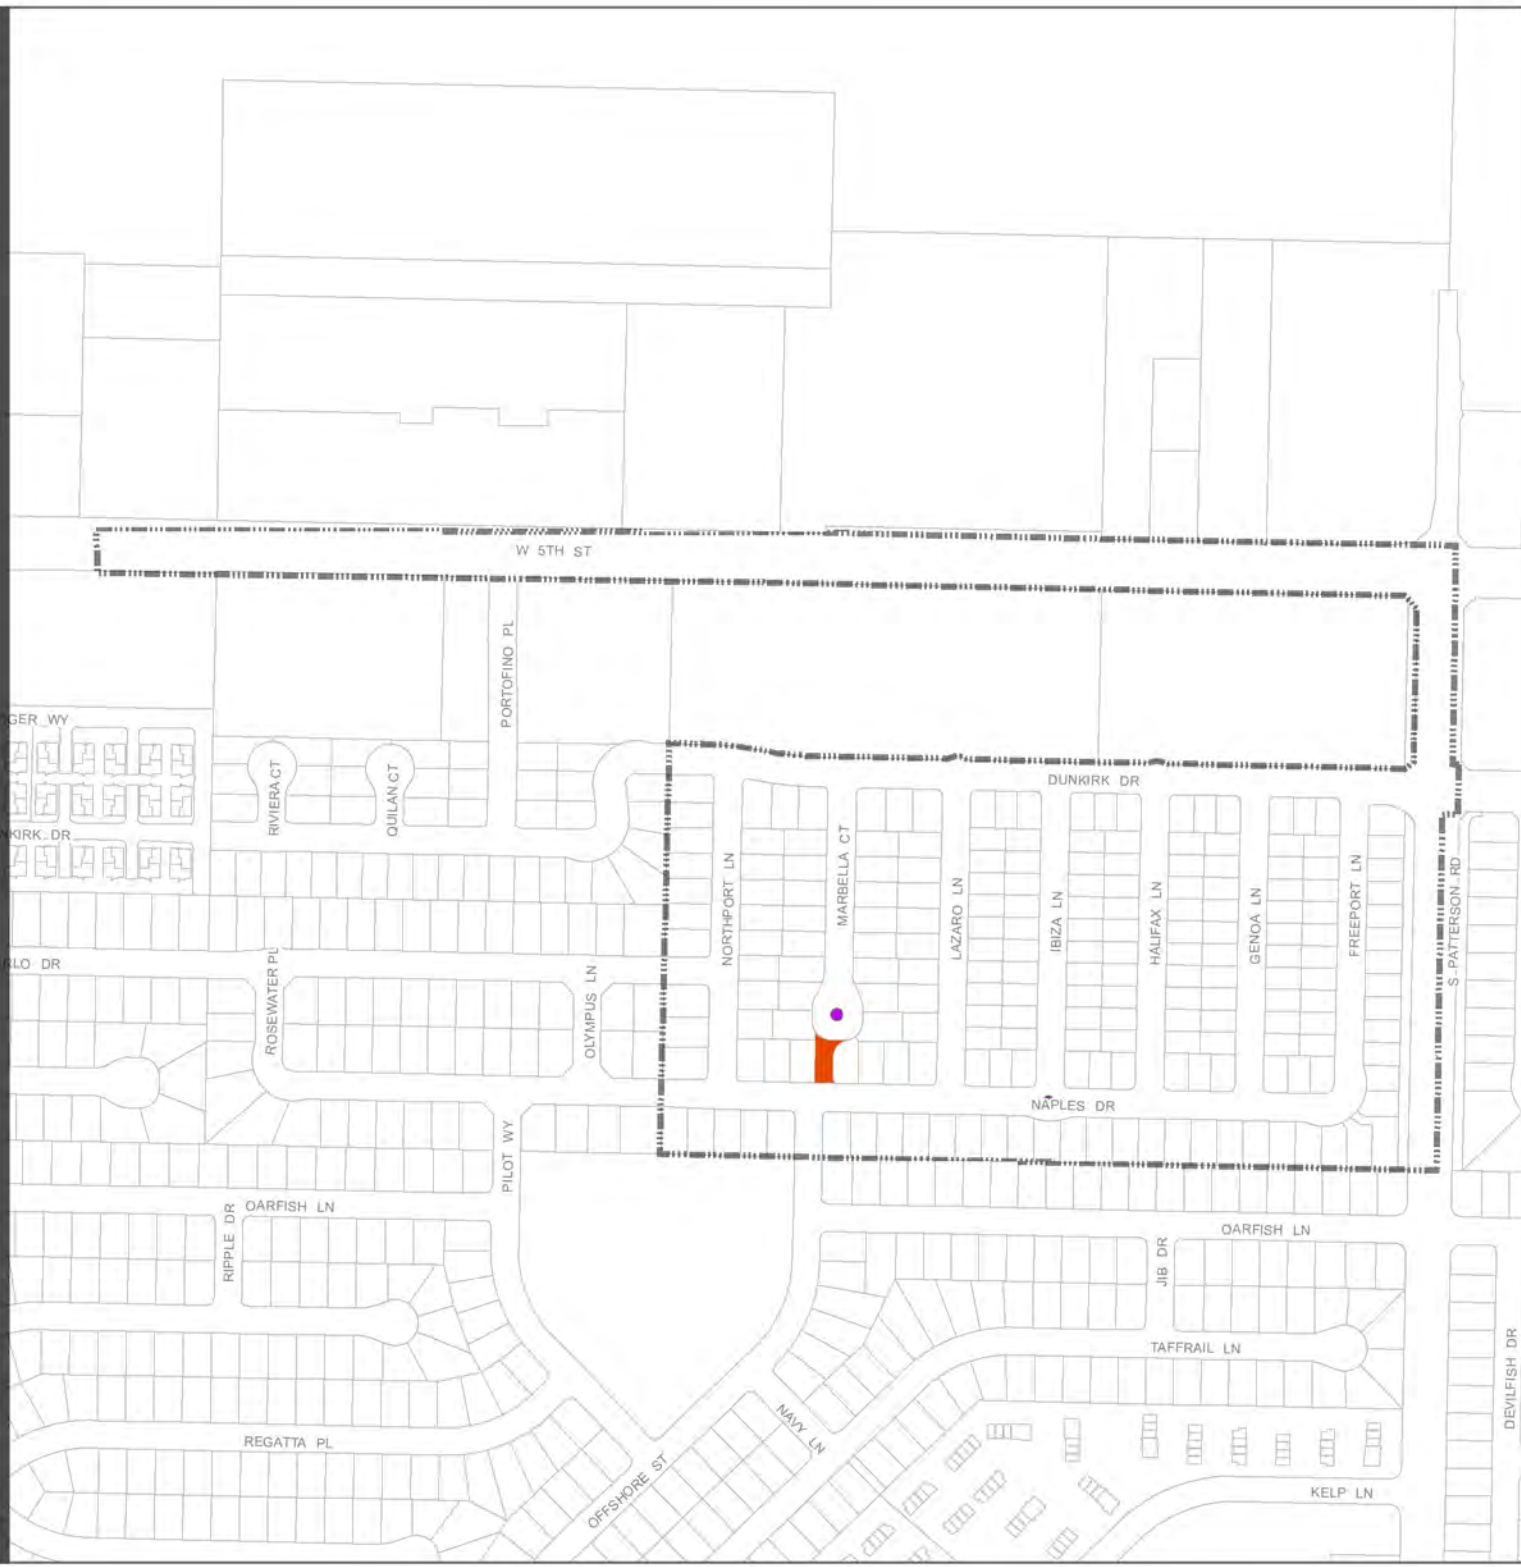 W 5TH ST
PORTOFINO PL
GER WY
RIVIERA CT
QUILAN CT
DUNKIRK DR
NKIRK DR
NORTHPORT LN
MARBELLA CT
LAZARO LN
IBIZA LN
HALIFAX LN
GENOA LN
FREEPORT LN
S PATTERSON RD
RLO DR
ROSEWATER PL
OLYMPUS LN
NAPLES DR
PILOT WY
OARFISH LN
RIPPLE DR
OARFISH LN
JIB DR
TAFFRAIL LN
DEVILFISH DR
NAVY LN
REGATTA PL
OFFSHORE ST
KELP LN